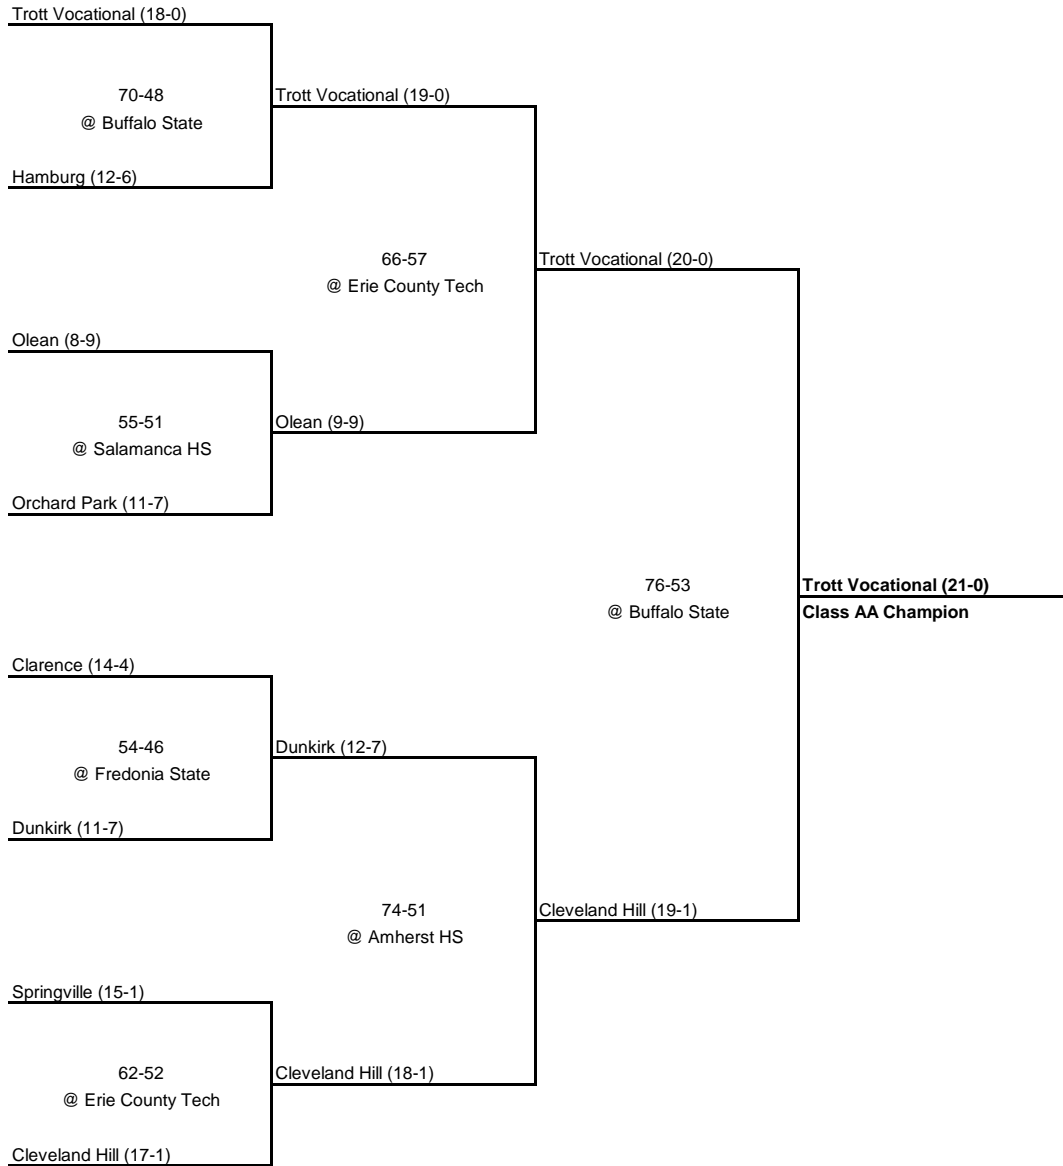 Trott Vocational (18-0)
70-48
@ Buffalo State
Trott Vocational (19-0)
Hamburg (12-6)
66-57
@ Erie County Tech
Trott Vocational (20-0)
Olean (8-9)
55-51
@ Salamanca HS
Olean (9-9)
Orchard Park (11-7)
76-53
@ Buffalo State
Trott Vocational (21-0)
Class AA Champion
Clarence (14-4)
54-46
@ Fredonia State
Dunkirk (12-7)
Dunkirk (11-7)
74-51
@ Amherst HS
Cleveland Hill (19-1)
Springville (15-1)
62-52
@ Erie County Tech
Cleveland Hill (18-1)
Cleveland Hill (17-1)